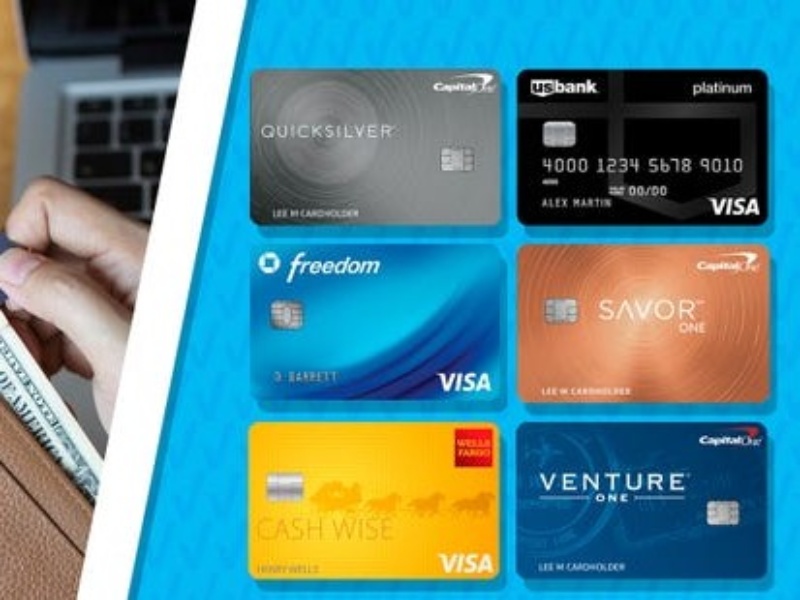 Capital One
QUICKSILVER
LEE M CARDHOLDER
usbank
platinum
4000 1234 5678 9010
00/00
ALEX MARTIN
VISA
freedom
D BARRETT
VISA
Capital One
SAVOR
ONE
LEE M CARDHOLDER
WELLS
FARGO
CASH WISE
HENRY WELLS
VISA
Capital One
VENTURE
ONE
LEE M CARDHOLDER
OF AMERICA